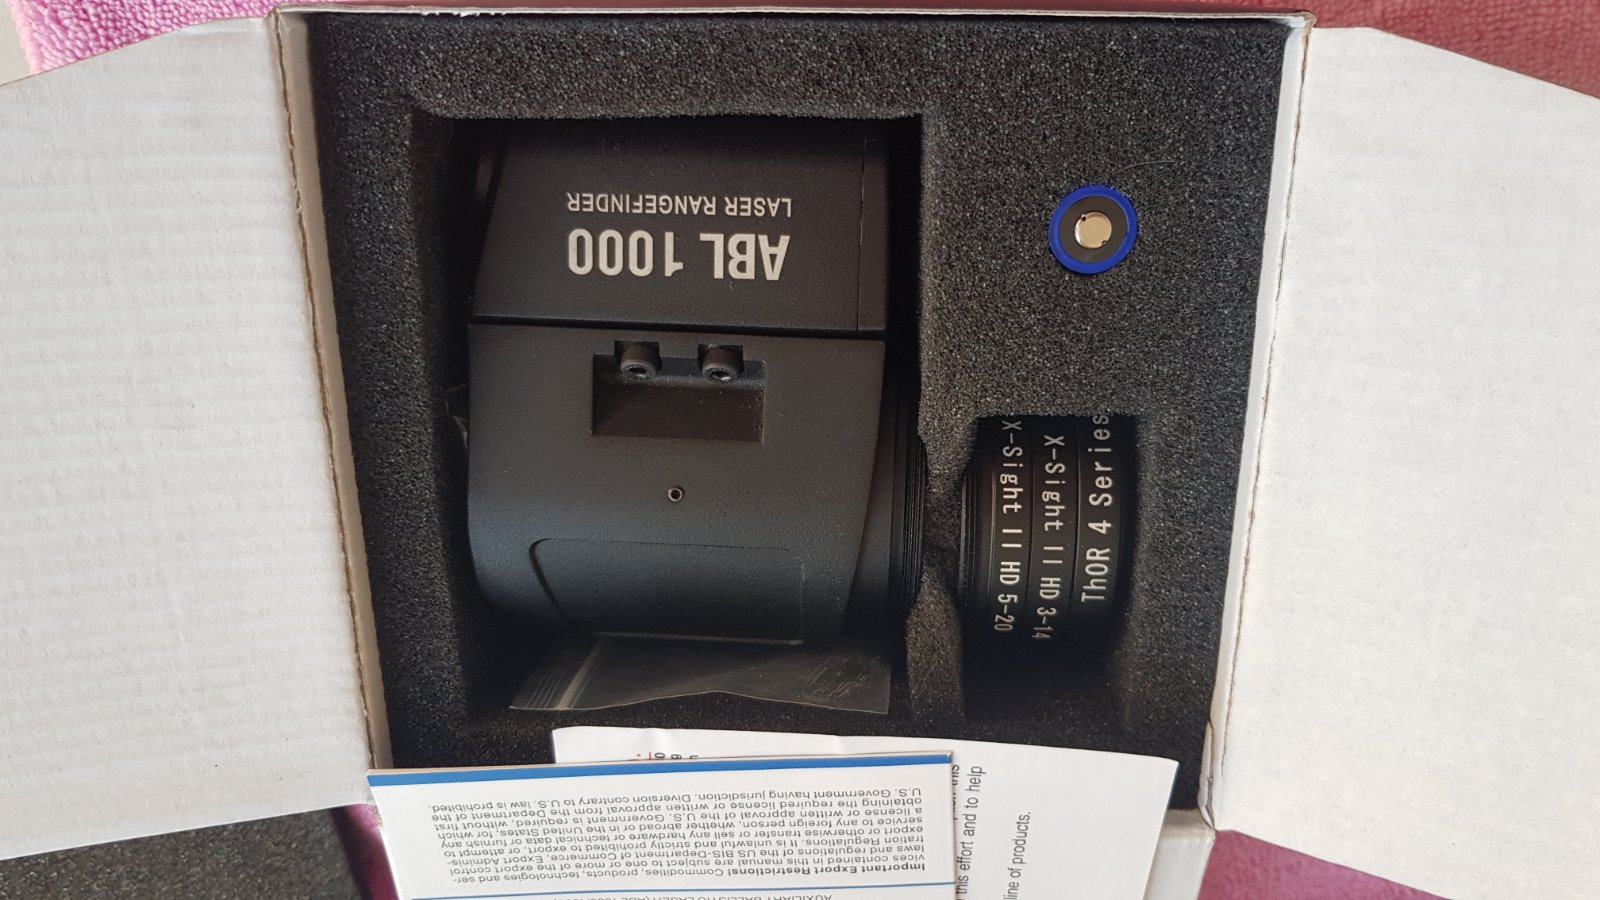 ABL 1000
LASER RANGEFINDER
X-Sight II HD 5-20
X-Sight II HD 3-14
ThOR 4 Series
this
this effort and to help
line of products.
AUXILIARY BALLISTIC LASER (ABL
Important Export Restrictions! Commodities, products, technologies and ser-
vices contained in this manual are subject to one or more of the export control
laws and regulations of the US BIS-Department of Commerce, Export Adminis-
tration Regulations. It is unlawful and strictly prohibited to export, or attempt to
export or otherwise transfer or sell any hardware or technical data or furnish any
service to any foreign person, whether abroad or in the United States, for which
a license or written approval of the U.S. Government is required, without first
obtaining the required license or written approval from the Department of the
U.S. Government having jurisdiction. Diversion contrary to U.S. law is prohibited.